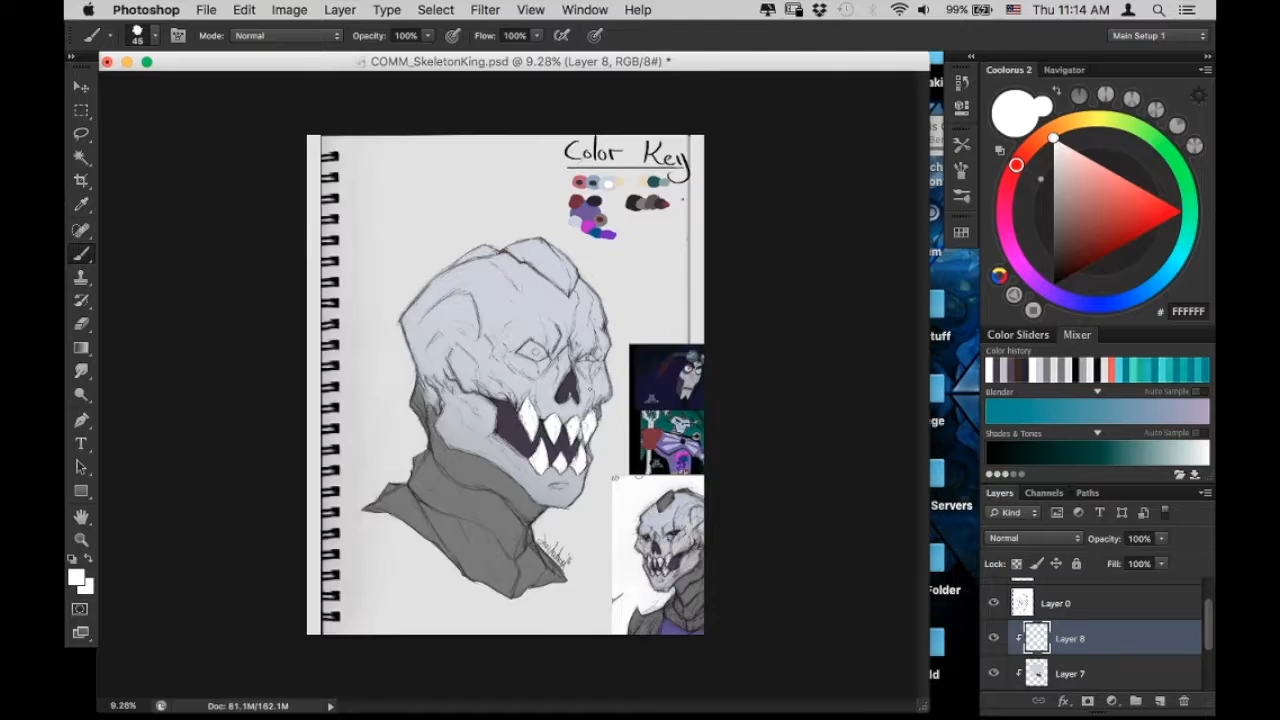 Photoshop File Edit Image Layer Type Select Filter View Window Help 99% Thu 11:14 AM
45 Mode: Normal Opacity: 100% Flow: 100% Main Setup 1
COMM_SkeletonKing.psd @ 9.28% (Layer 8, RGB/8#) *
Coolorus 2 Navigator
Color Key
# FFFFFF
Color Sliders Mixer
Color history
Blender Auto Sample
Shades & Tones Auto Sample
Layers Channels Paths
Kind
Normal Opacity: 100%
Lock: Fill: 100%
Layer 0
Layer 8
Layer 7
Servers
Folder
9.28% Doc: 81.1M/162.1M